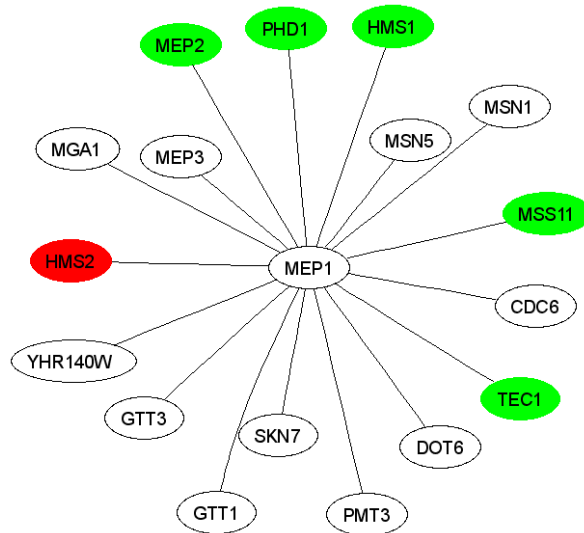 PHD1
HMS1
MEP2
MSN1
MSN5
MGA1
MEP3
MSS11
HMS2
MEP1
CDC6
YHR140W
TEC1
GTT3
SKN7
DOT6
GTT1
PMT3